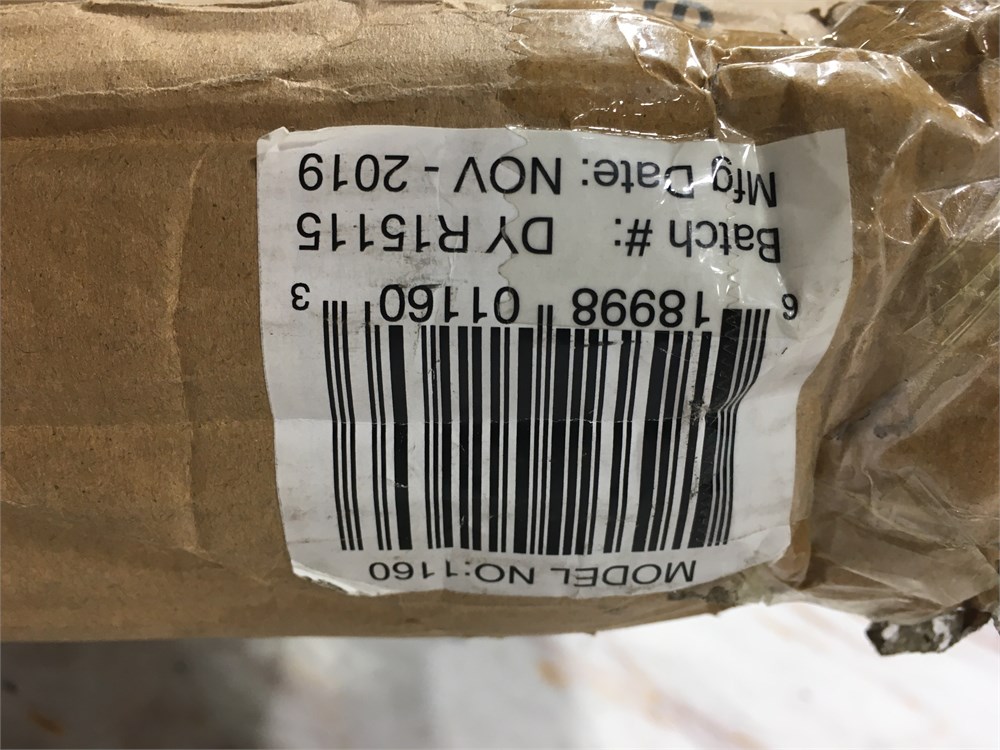 MODEL NO:1160
6 18998 01160 3
Batch #: DY R15115
Mfg Date: NOV - 2019